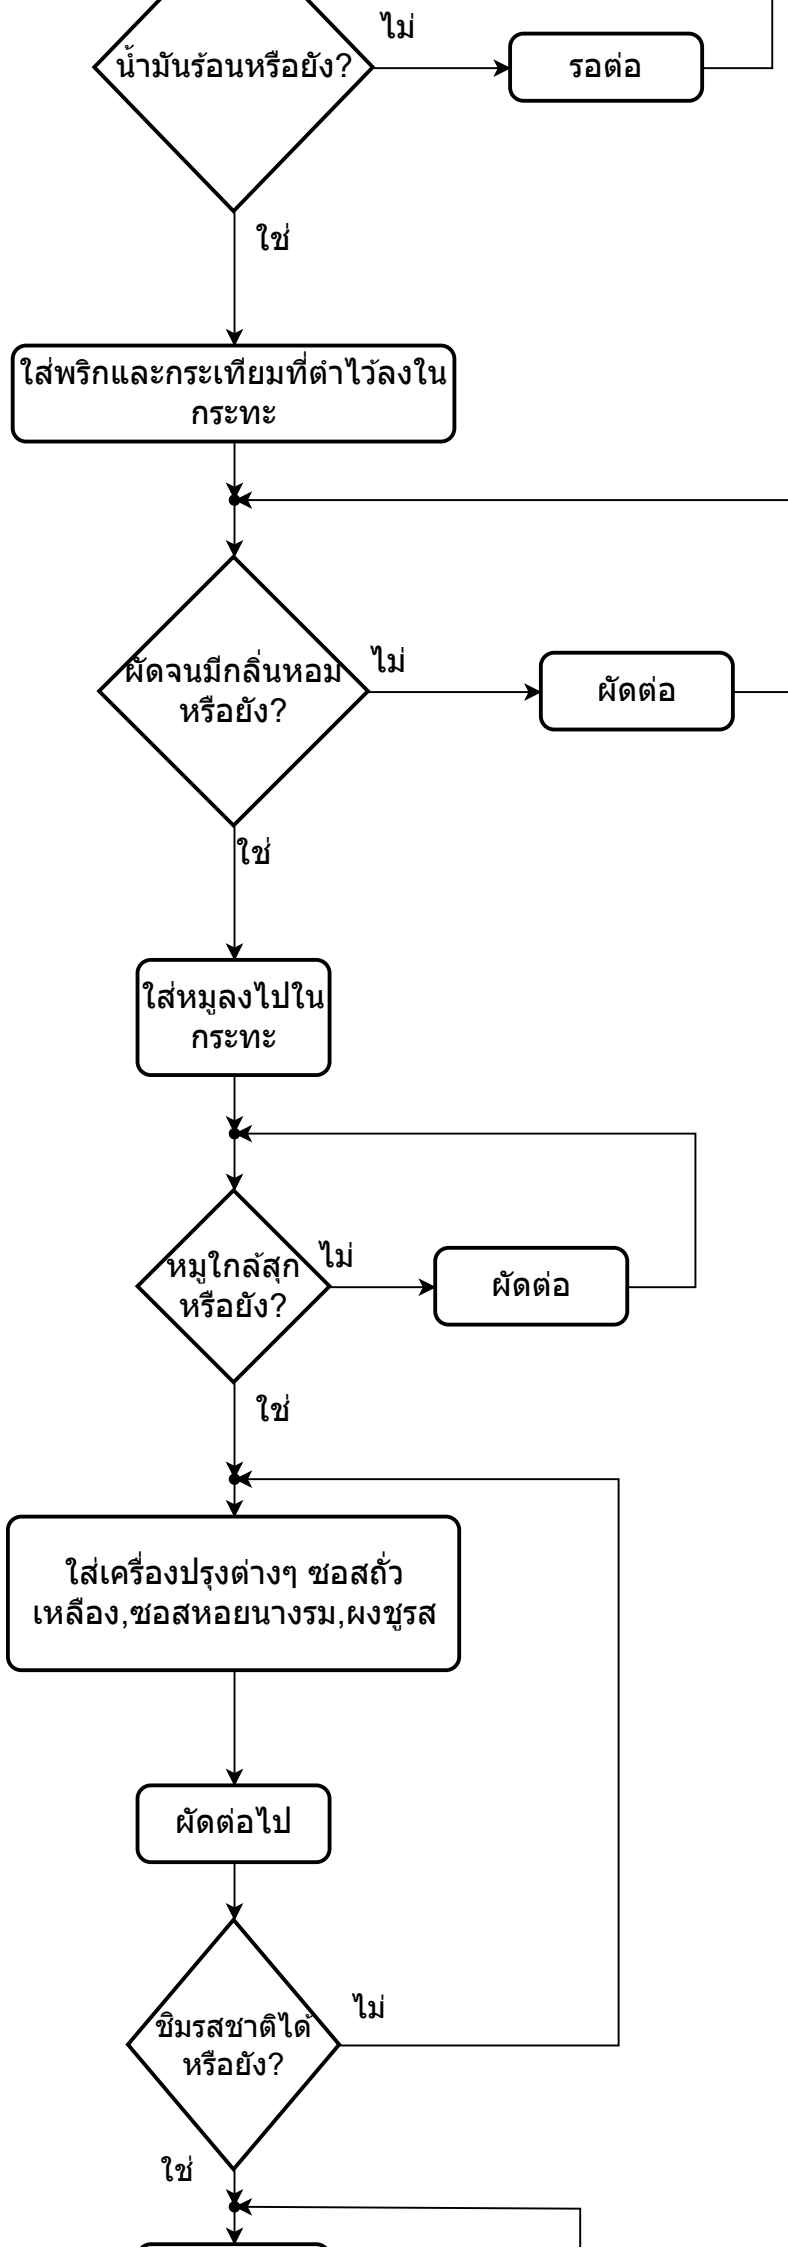 ไม่
น้ำมันร้อนหรือยัง?
รอต่อ
ใช่
ใส่พริกและกระเทียมที่ตำไว้ลงใน
กระทะ
ผัดจนมีกลิ่นหอม
หรือยัง?
ไม่
ผัดต่อ
ใช่
ใส่หมูลงไปใน
กระทะ
หมูใกล้สุก
หรือยัง?
ไม่
ผัดต่อ
ใช่
ใส่เครื่องปรุงต่างๆ ซอสถั่ว
เหลือง,ซอสหอยนางรม,ผงชูรส
ผัดต่อไป
ชิมรสชาติได้
หรือยัง?
ไม่
ใช่